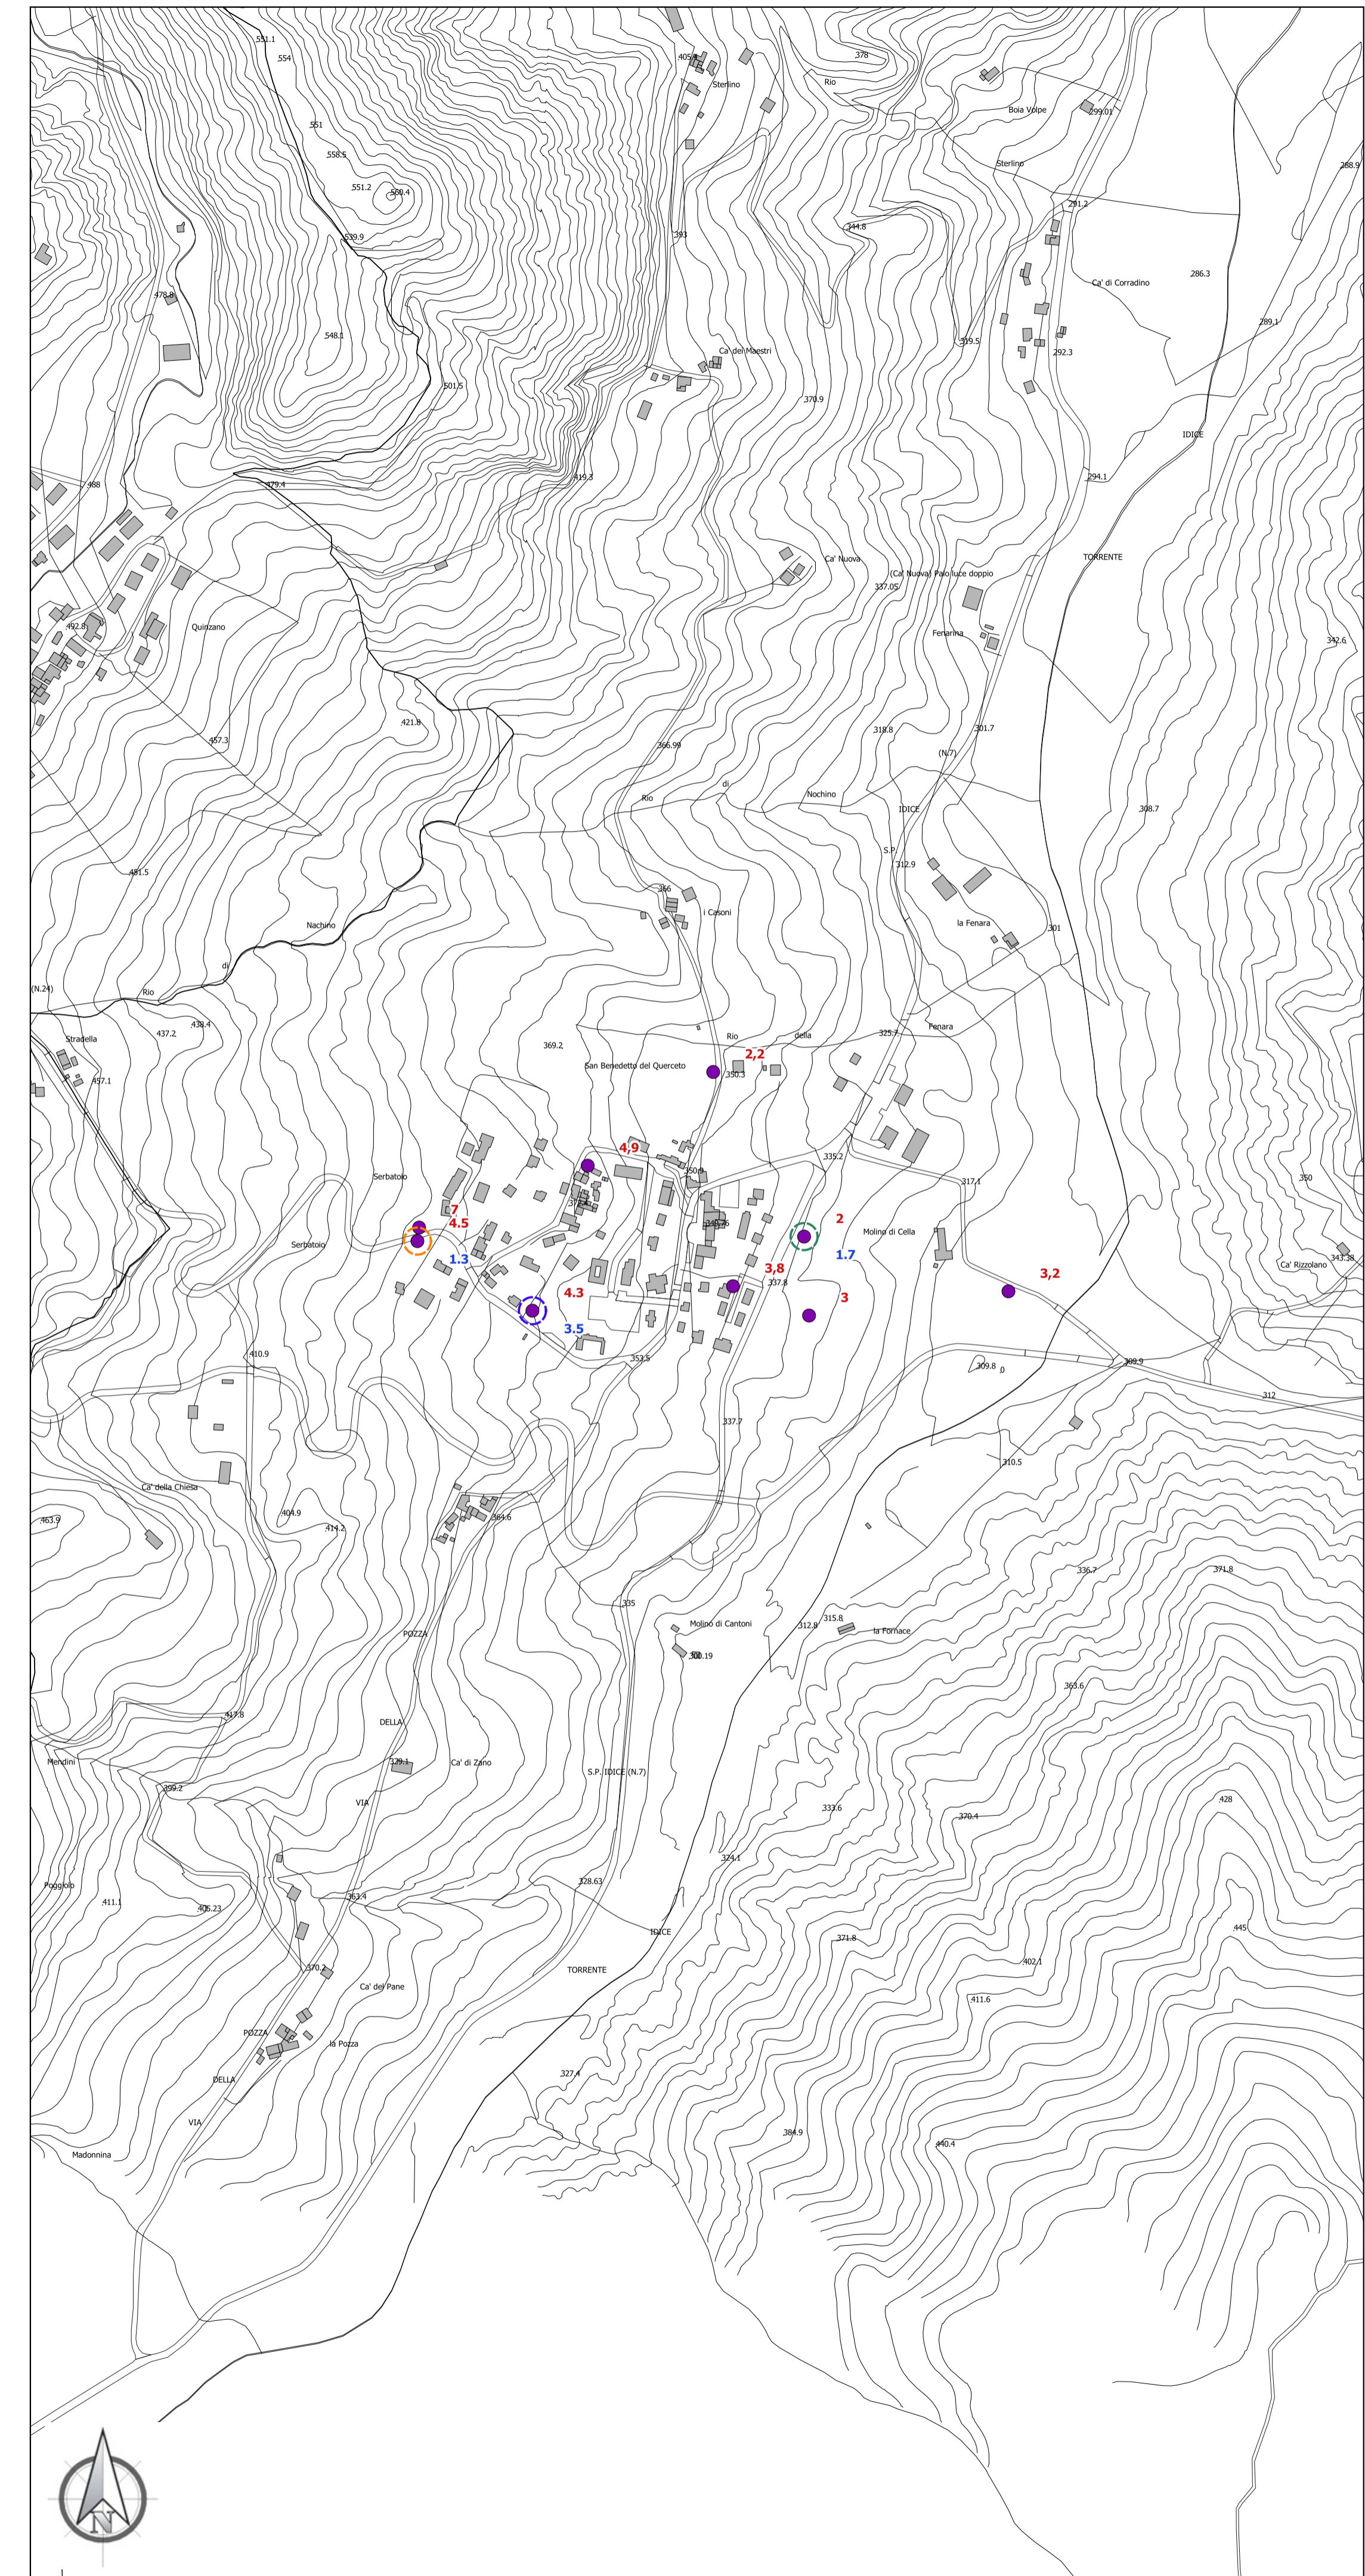 551.1
554
405.4
378
Sterlino
Rio
Boia Volpe
299.01
551
558.5
Sterlino
288.9
551.2
560.4
291.2
539.9
393
344.8
286.3
Ca' di Corradino
478.8
289.1
548.1
319.5
Ca' dei Maestri
292.3
501.5
370.9
IDICE
488
479.4
419.3
294.1
Ca' Nuova
TORRENTE
(Ca' Nuova) Palo luce doppio
337.05
492.8
Quinzano
Fenarina
342.6
421.8
457.3
318.8
301.7
366.99
(N.7)
di
Rio
Nochino
IDICE
308.7
S.P.
312.9
451.5
366
i Casoni
Nachino
la Fenara
301
di
(N.24)
Rio
438.4
437.2
Fenara
Stradella
Rio
della
325.7
369.2
2,2
San Benedetto del Querceto
350.3
457.1
4,9
335.2
350.9
Serbatoio
317.1
350
7
4.5
2
349.76
Molino di Cella
Serbatoio
1.3
1.7
343.38
Ca' Rizzolano
3,8
3,2
337.8
4.3
3
3.5
410.9
353.5
309.9
309.8
0
312
337.7
310.5
Ca' della Chiesa
404.9
463.9
364.6
414.2
336.7
371.8
335
315.8
Molino di Cantoni
312.8
la Fornace
POZZA
300.19
363.6
417.8
DELLA
Mendini
329.1
Ca' di Zano
S.P. IDICE (N.7)
399.2
428
VIA
333.6
370.4
324.1
Poggiolo
328.63
363.4
411.1
405.23
445
IDICE
371.8
402.1
370.2
TORRENTE
Ca' del Pane
411.6
POZZA
la Pozza
327.4
DELLA
VIA
384.9
440.4
Madonnina
N